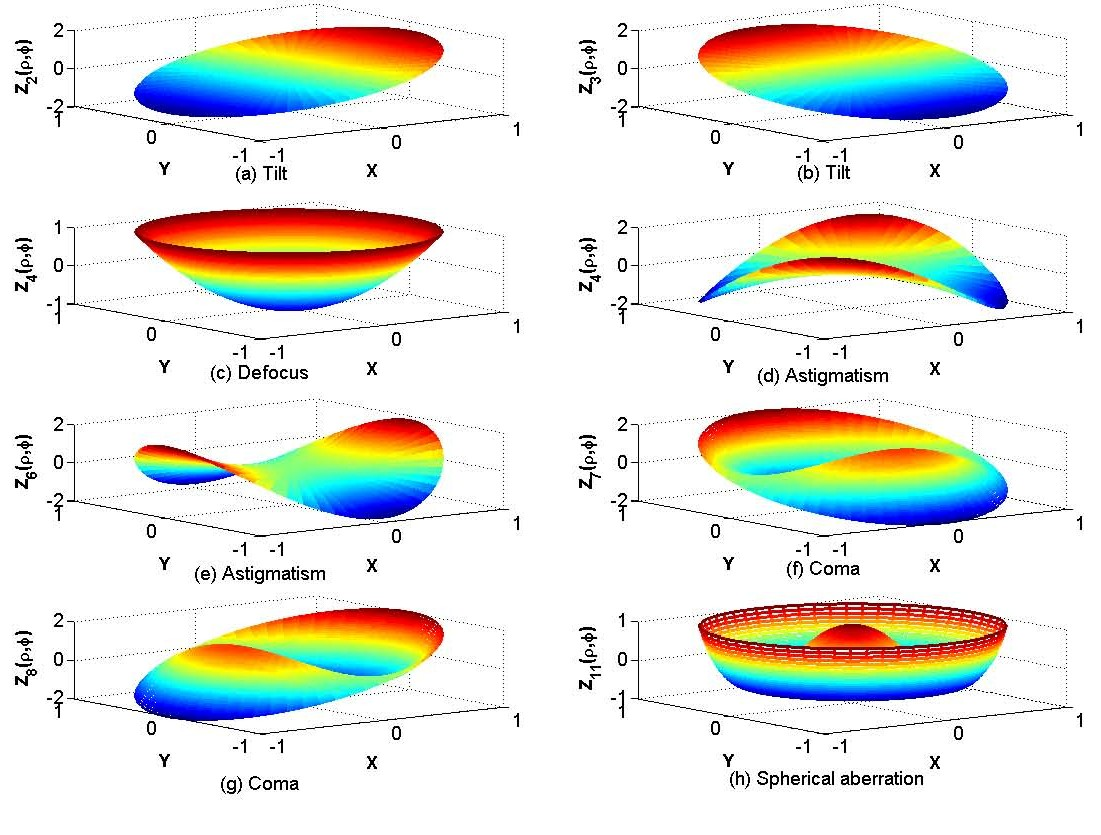 Z2(ρ,ϕ)
2
0
-2
1
0
-1
-1
0
1
Y
X
(a) Tilt
Z3(ρ,ϕ)
2
0
-2
1
0
-1
-1
0
1
Y
X
(b) Tilt
Z4(ρ,ϕ)
1
0
-1
1
0
-1
-1
0
1
Y
X
(c) Defocus
Z4(ρ,ϕ)
2
0
-2
1
0
-1
-1
0
1
Y
X
(d) Astigmatism
Z6(ρ,ϕ)
2
0
-2
1
0
-1
-1
0
1
Y
X
(e) Astigmatism
Z7(ρ,ϕ)
2
0
-2
1
0
-1
-1
0
1
Y
X
(f) Coma
Z8(ρ,ϕ)
2
0
-2
1
0
-1
-1
0
1
Y
X
(g) Coma
Z11(ρ,ϕ)
1
0
-1
1
0
-1
-1
0
1
Y
X
(h) Spherical aberration